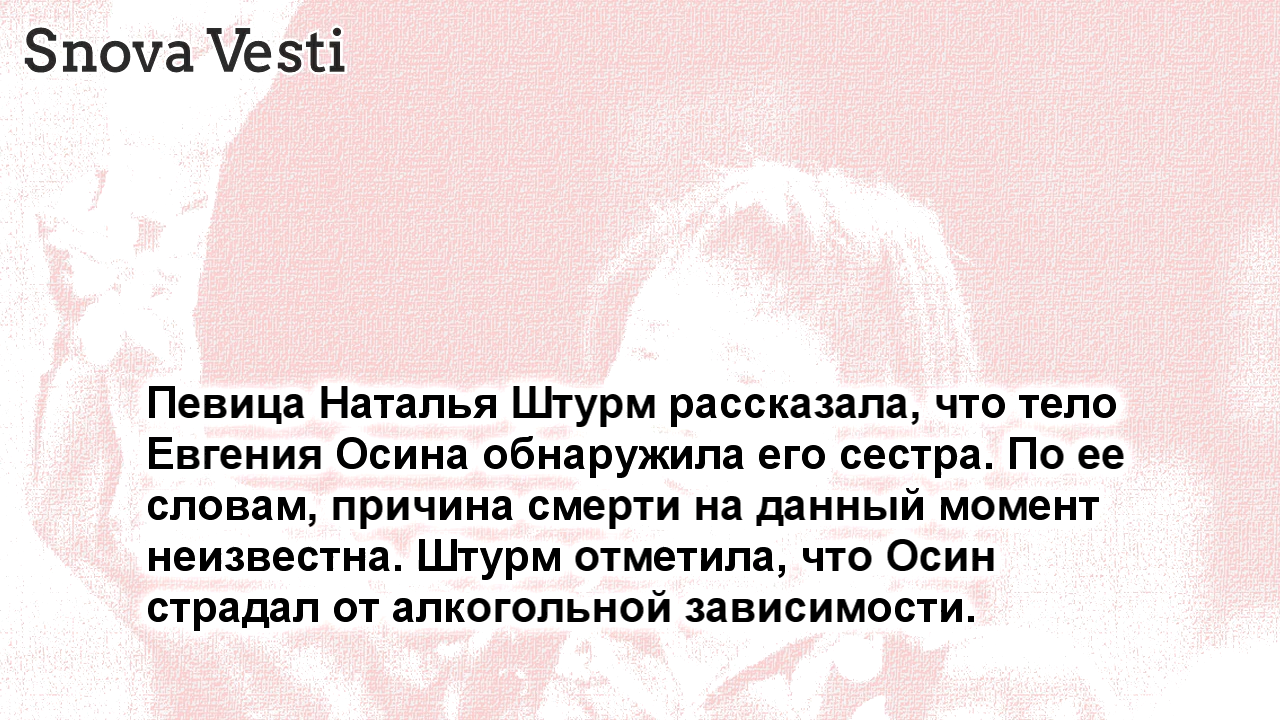 Snova Vesti
Певица Наталья Штурм рассказала, что тело
Евгения Осина обнаружила его сестра. По ее
словам, причина смерти на данный момент
неизвестна. Штурм отметила, что Осин
страдал от алкогольной зависимости.